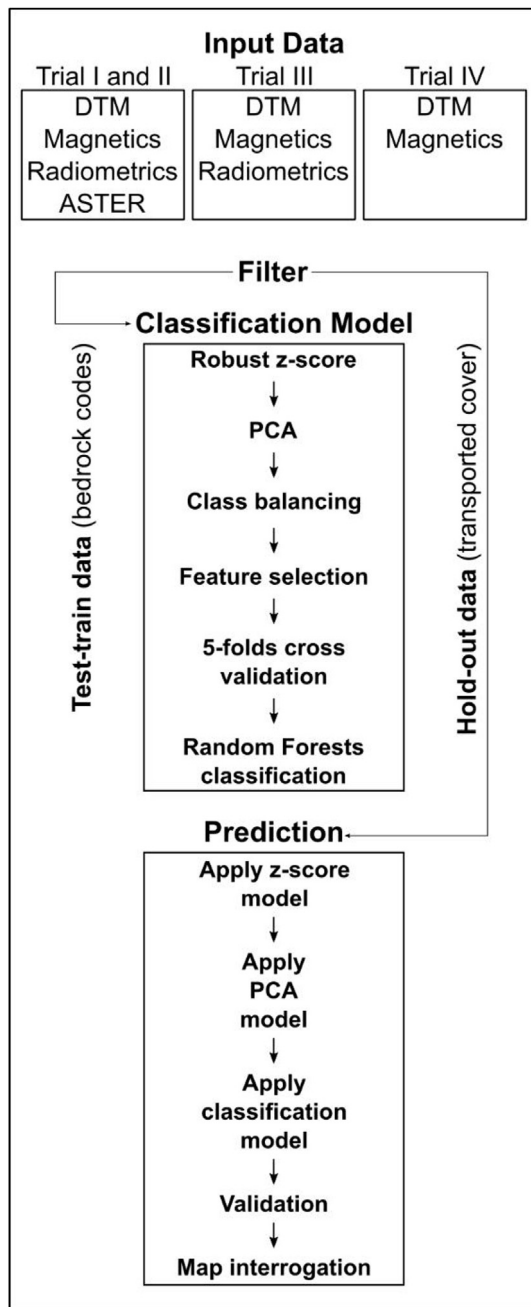 Input Data
Trial I and II
DTM
Magnetics
Radiometrics
ASTER
Trial III
DTM
Magnetics
Radiometrics
Trial IV
DTM
Magnetics
Filter
Classification Model
Test-train data (bedrock codes)
Robust z-score
PCA
Class balancing
Feature selection
5-folds cross
validation
Random Forests
classification
Hold-out data (transported cover)
Prediction
Apply z-score
model
Apply
PCA
model
Apply
classification
model
Validation
Map interrogation